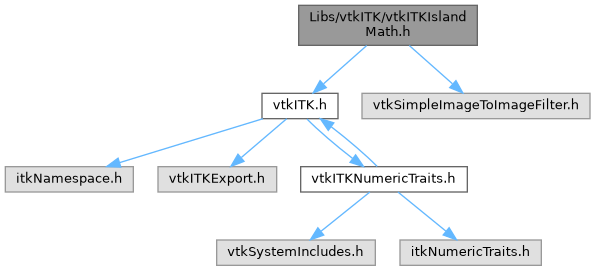 Libs/vtkITK/vtkITKIsland
Math.h
vtkITK.h
vtkSimpleImageToImageFilter.h
itkNamespace.h
vtkITKExport.h
vtkITKNumericTraits.h
vtkSystemIncludes.h
itkNumericTraits.h